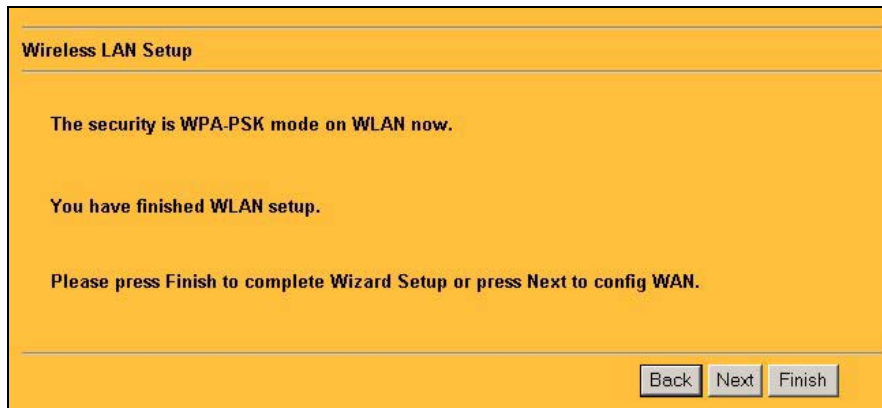 Wireless LAN Setup
The security is WPA-PSK mode on WLAN now.
You have finished WLAN setup.
Please press Finish to complete Wizard Setup or press Next to config WAN.
Back Next Finish